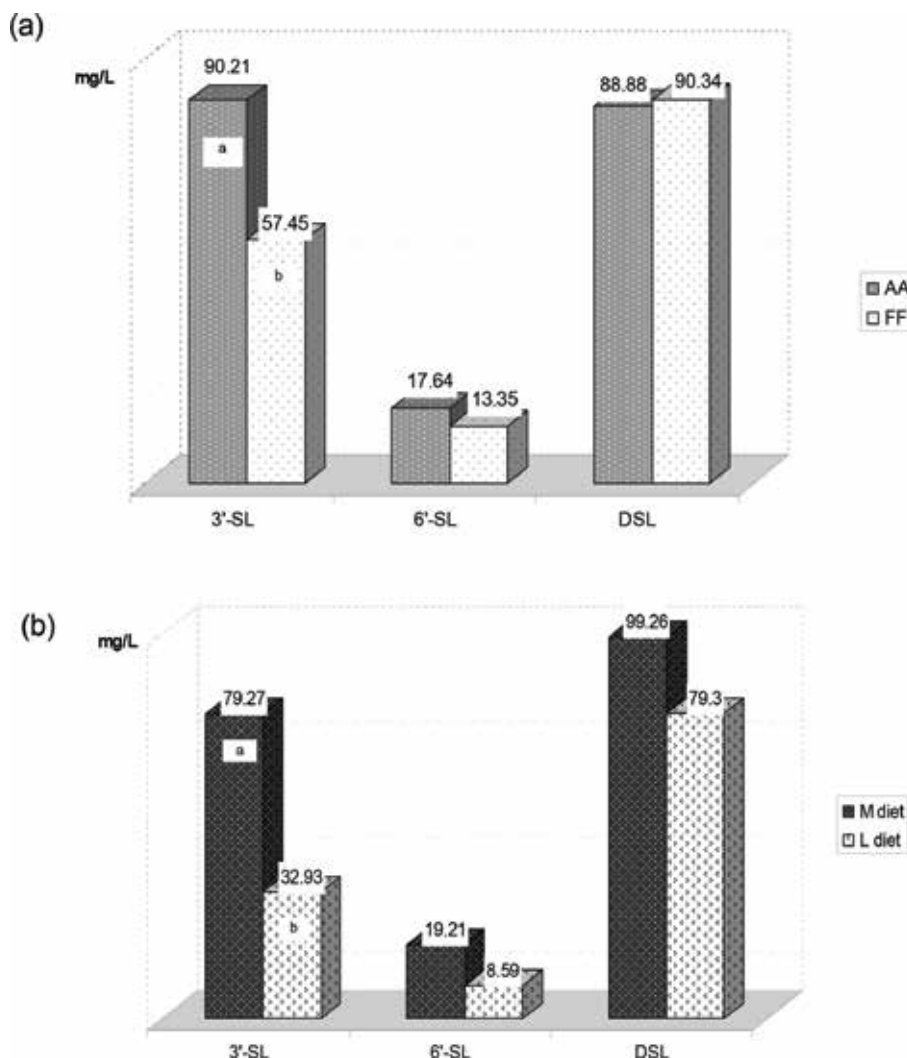 (a)
mg/L
90.21
a
57.45
b
17.64
13.35
88.88
90.34
AA
FF
3'-SL
6'-SL
DSL
(b)
mg/L
79.27
a
32.93
b
19.21
8.59
99.26
79.3
M diet
L diet
3'-SL
6'-SL
DSL